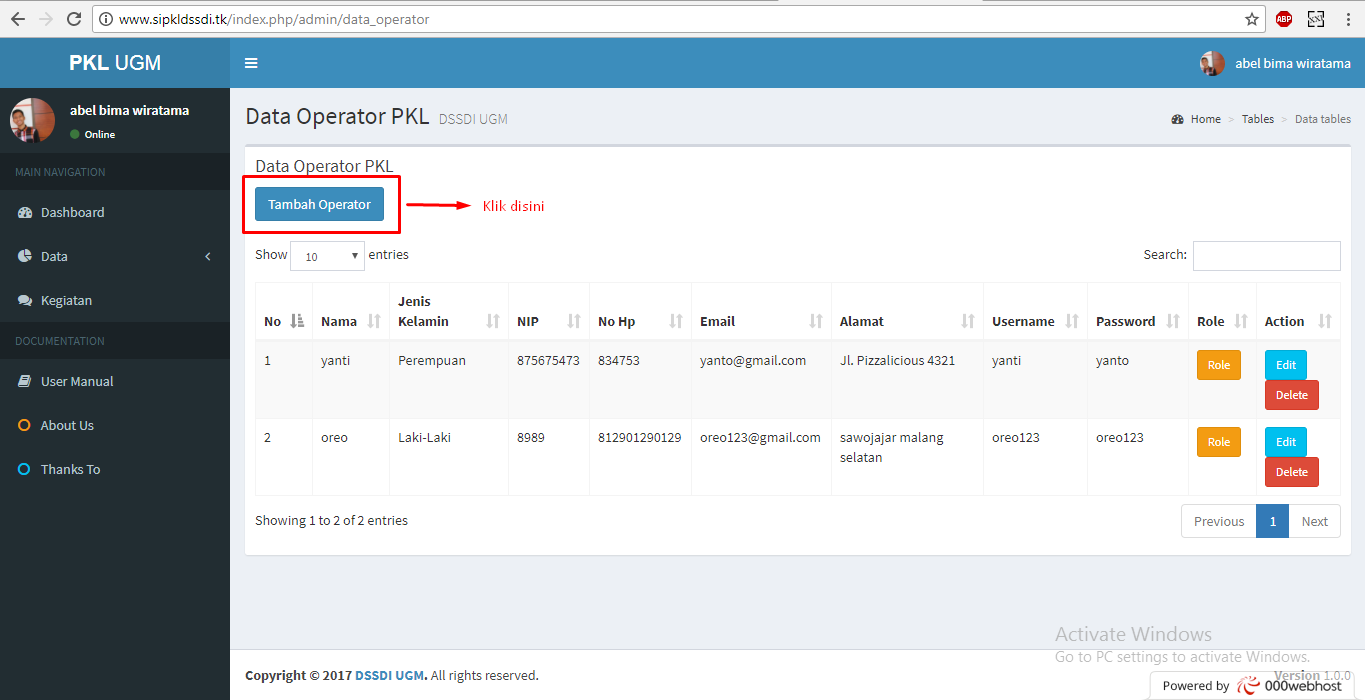 www.sipkldssdi.tk/index.php/admin/data_operator
ABP
PKL UGM
abel bima wiratama
abel bima wiratama
Online
MAIN NAVIGATION
Dashboard
Data
Kegiatan
DOCUMENTATION
User Manual
About Us
Thanks To
Data Operator PKL DSSDI UGM
Home > Tables > Data tables
Data Operator PKL
Tambah Operator
Klik disini
Show 10 entries
Search:
No Nama Jenis Kelamin NIP No Hp Email Alamat Username Password Role Action
1 yanti Perempuan 875675473 834753 yanto@gmail.com Jl. Pizzalicious 4321 yanti yanto Role Edit
Delete
2 oreo Laki-Laki 8989 812901290129 oreo123@gmail.com sawojajar malang selatan oreo123 oreo123 Role Edit
Delete
Showing 1 to 2 of 2 entries
Previous 1 Next
Activate Windows
Go to PC settings to activate Windows.
Copyright © 2017 DSSDI UGM. All rights reserved.
Version 1.0.0
Powered by 000webhost